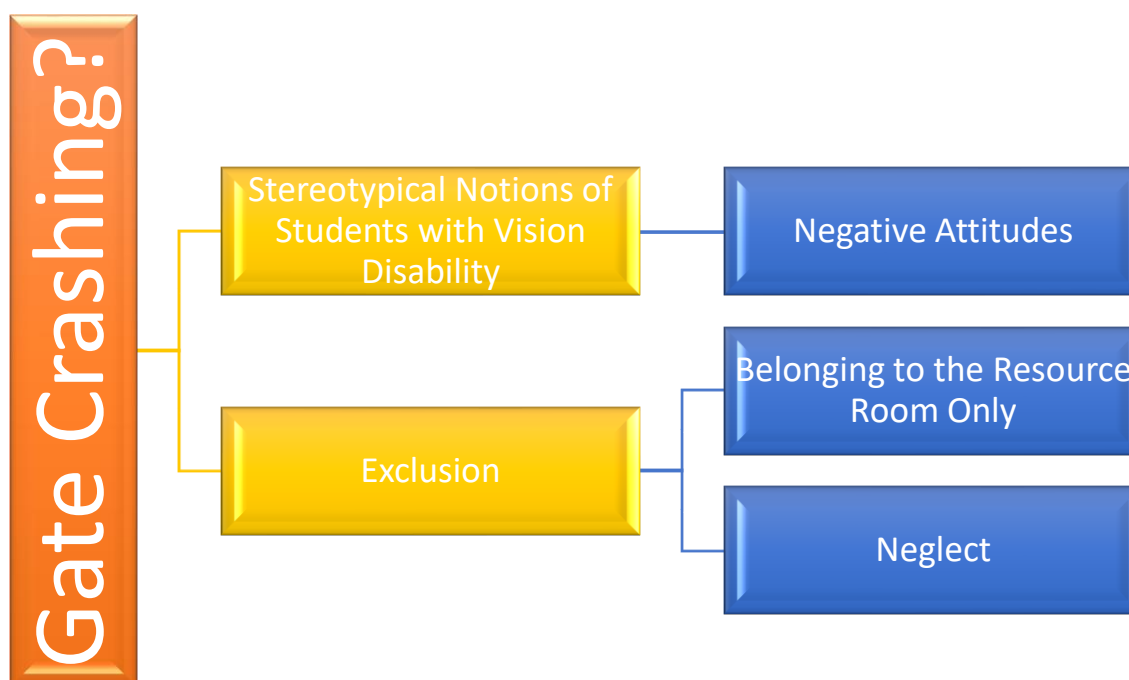 Gate Crashing?
Stereotypical Notions of
Students with Vision
Disability
Negative Attitudes
Exclusion
Belonging to the Resource
Room Only
Neglect